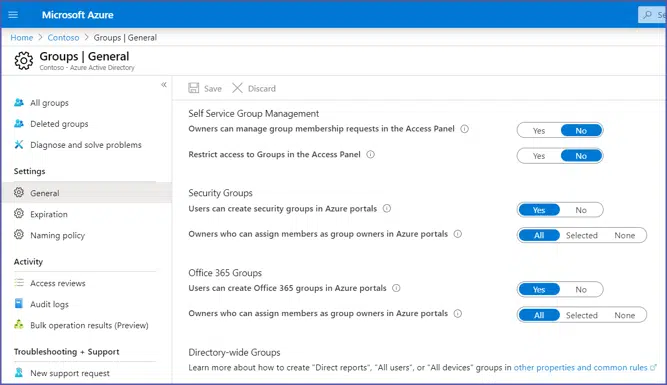 Microsoft Azure
Se
Home > Contoso > Groups | General
Groups | General
Contoso - Azure Active Directory
«
All groups
Deleted groups
Diagnose and solve problems
Settings
General
Expiration
Naming policy
Activity
Access reviews
Audit logs
Bulk operation results (Preview)
Troubleshooting + Support
New support request
Save Discard
Self Service Group Management
Owners can manage group membership requests in the Access Panel Yes No
Restrict access to Groups in the Access Panel Yes No
Security Groups
Users can create security groups in Azure portals Yes No
Owners who can assign members as group owners in Azure portals All Selected None
Office 365 Groups
Users can create Office 365 groups in Azure portals Yes No
Owners who can assign members as group owners in Azure portals All Selected None
Directory-wide Groups
Learn more about how to create "Direct reports", "All users", or "All devices" groups in other properties and common rules